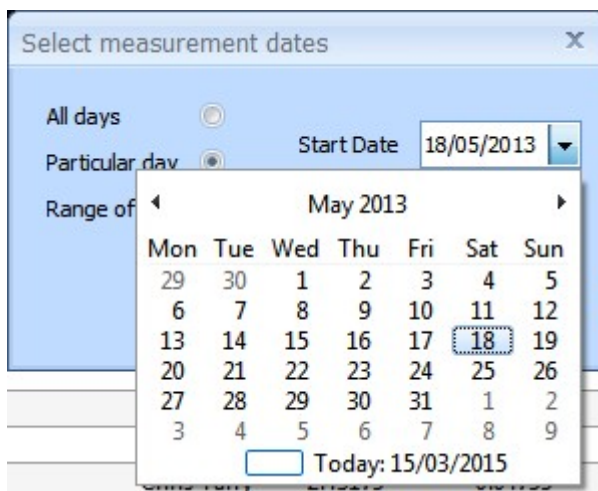 Select measurement dates
All days
Start Date 18/05/2013
Particular day
Range of
May 2013
Mon Tue Wed Thu Fri Sat Sun
29 30 1 2 3 4 5
6 7 8 9 10 11 12
13 14 15 16 17 18 19
20 21 22 23 24 25 26
27 28 29 30 31 1 2
3 4 5 6 7 8 9
Today: 15/03/2015